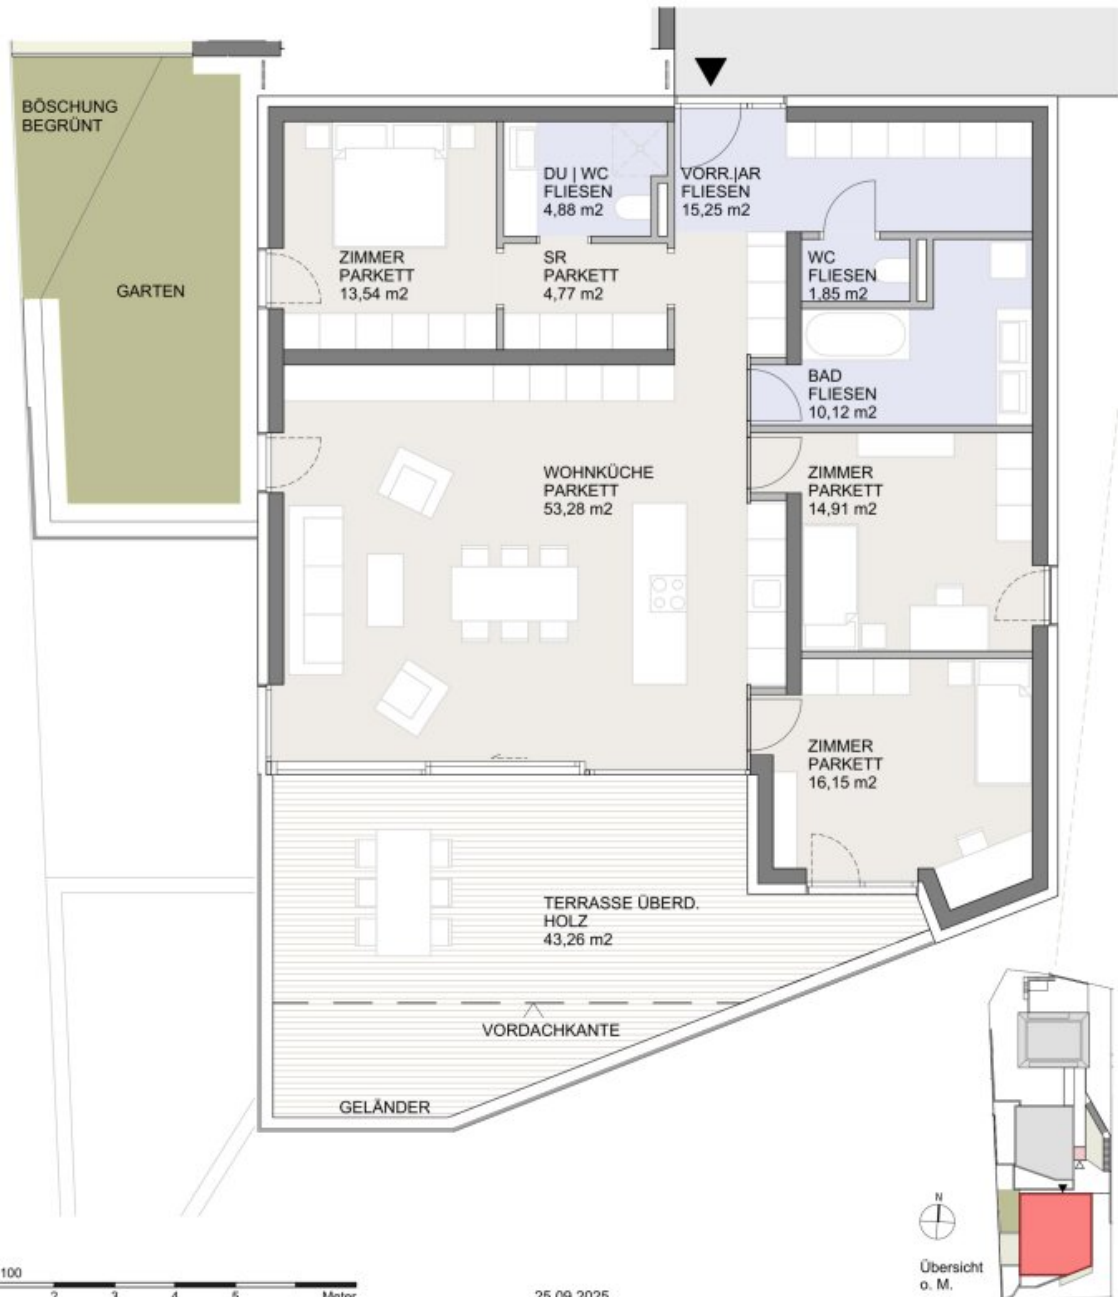 BÖSCHUNG
BEGRÜNT
GARTEN
DU | WC
FLIESEN
4,88 m2
VORR.|AR
FLIESEN
15,25 m2
ZIMMER
PARKETT
13,54 m2
SR
PARKETT
4,77 m2
WC
FLIESEN
1,85 m2
BAD
FLIESEN
10,12 m2
WOHNKÜCHE
PARKETT
53,28 m2
ZIMMER
PARKETT
14,91 m2
ZIMMER
PARKETT
16,15 m2
TERRASSE ÜBERD.
HOLZ
43,26 m2
VORDACHKANTE
GELÄNDER
N
Übersicht
o. M.
100
2 3 4 5 Meter
25.09.2025